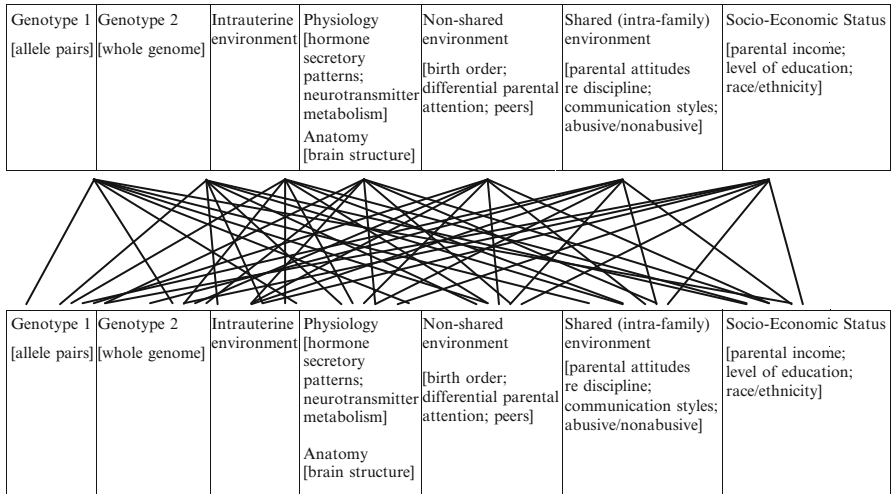 Genotype 1
[allele pairs]
Genotype 2
[whole genome]
Intrauterine
environment
Physiology
[hormone
secretory
patterns;
neurotransmitter
metabolism]
Anatomy
[brain structure]
Non-shared
environment
[birth order;
differential parental
attention; peers]
Shared (intra-family)
environment
[parental attitudes
re discipline;
communication styles;
abusive/nonabusive]
Socio-Economic Status
[parental income;
level of education;
race/ethnicity]
Genotype 1
[allele pairs]
Genotype 2
[whole genome]
Intrauterine
environment
Physiology
[hormone
secretory
patterns;
neurotransmitter
metabolism]
Anatomy
[brain structure]
Non-shared
environment
[birth order;
differential parental
attention; peers]
Shared (intra-family)
environment
[parental attitudes
re discipline;
communication styles;
abusive/nonabusive]
Socio-Economic Status
[parental income;
level of education;
race/ethnicity]